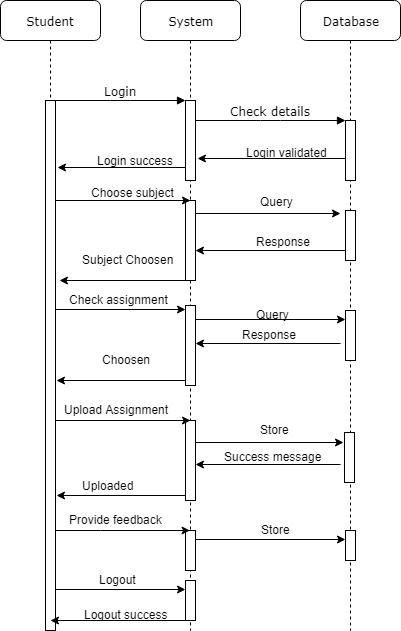 Student
System
Database
Login
Check details
Login validated
Login success
Choose subject
Query
Response
Subject Choosen
Check assignment
Query
Response
Choosen
Upload Assignment
Store
Success message
Uploaded
Provide feedback
Store
Logout
Logout success